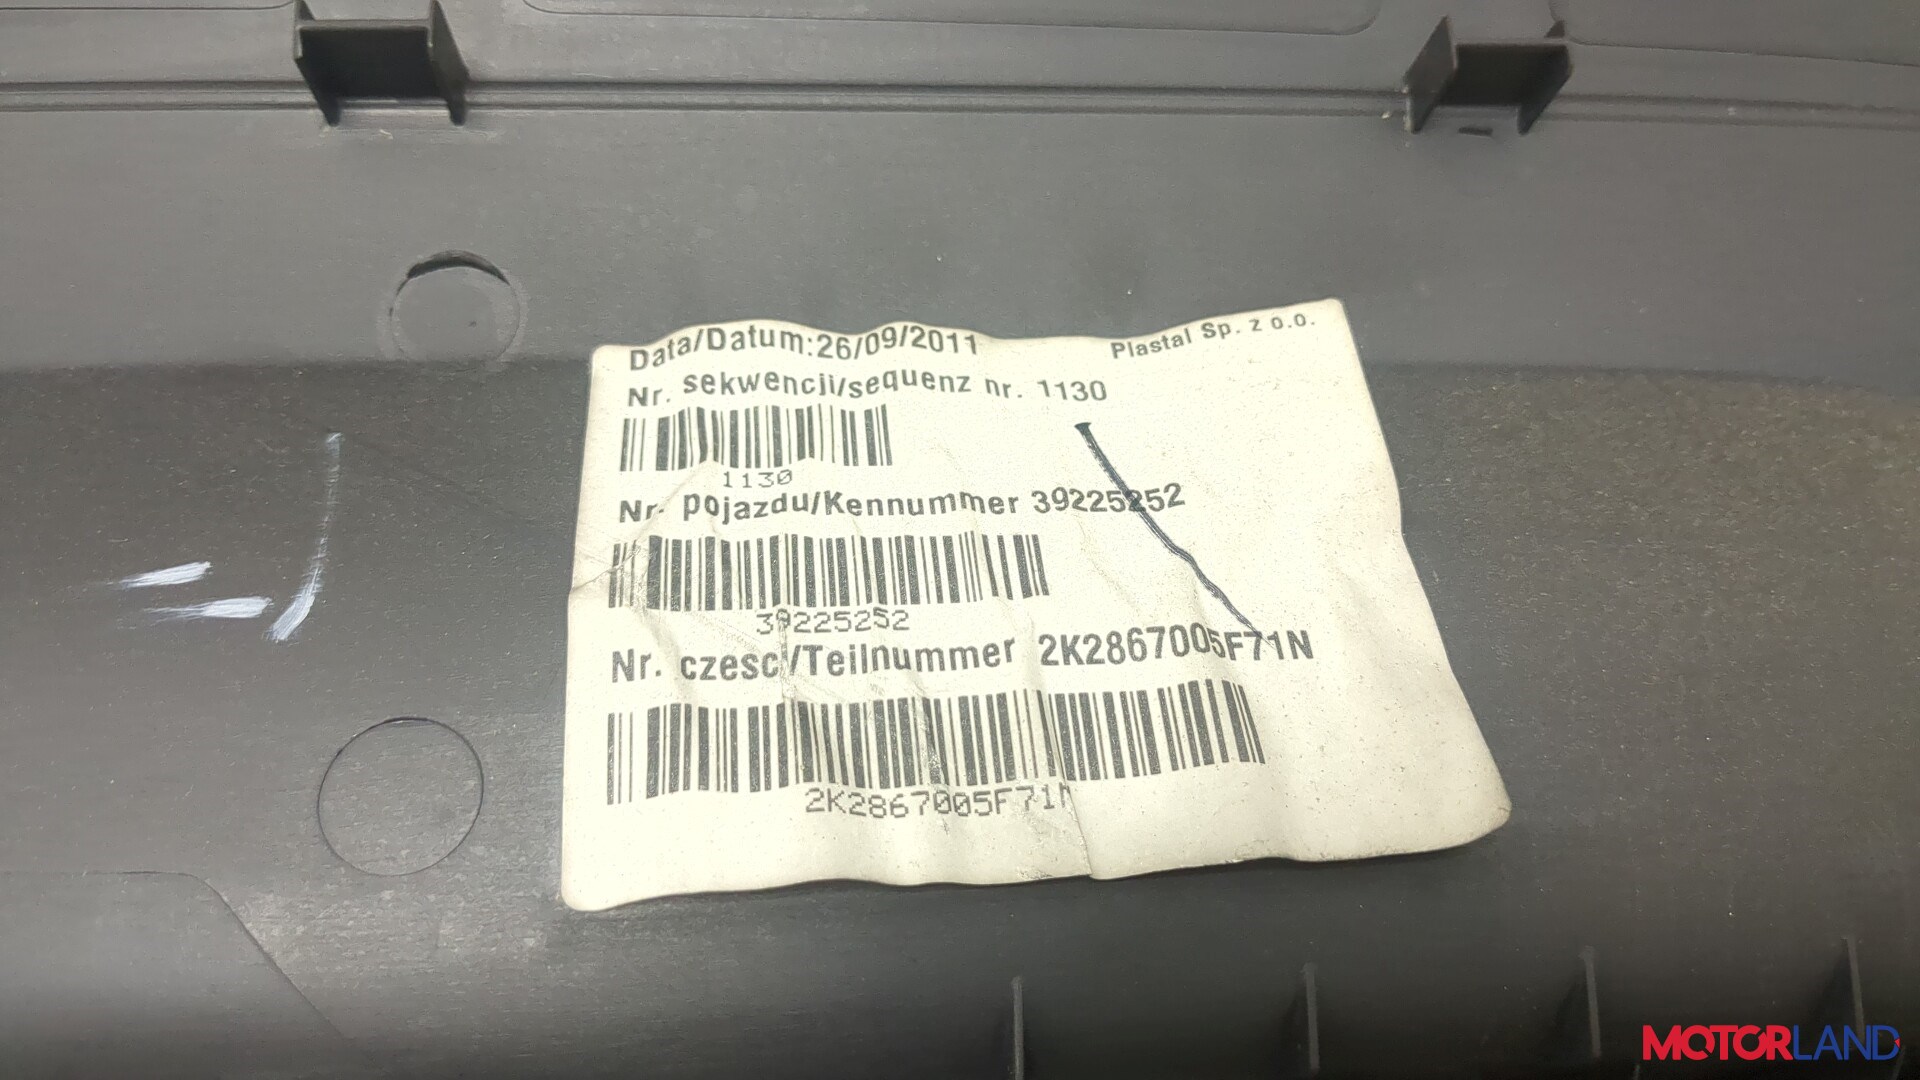 Data/Datum:26/09/2011
Plastal Sp. z o.o.
Nr. sekwencji/sequenz nr. 1130
1130
Nr. pojazdu/Kennummer 39225252
39225252
Nr. czesci/Teilnummer 2K2867005F71N
2K2867005F71N
MOTORLAND